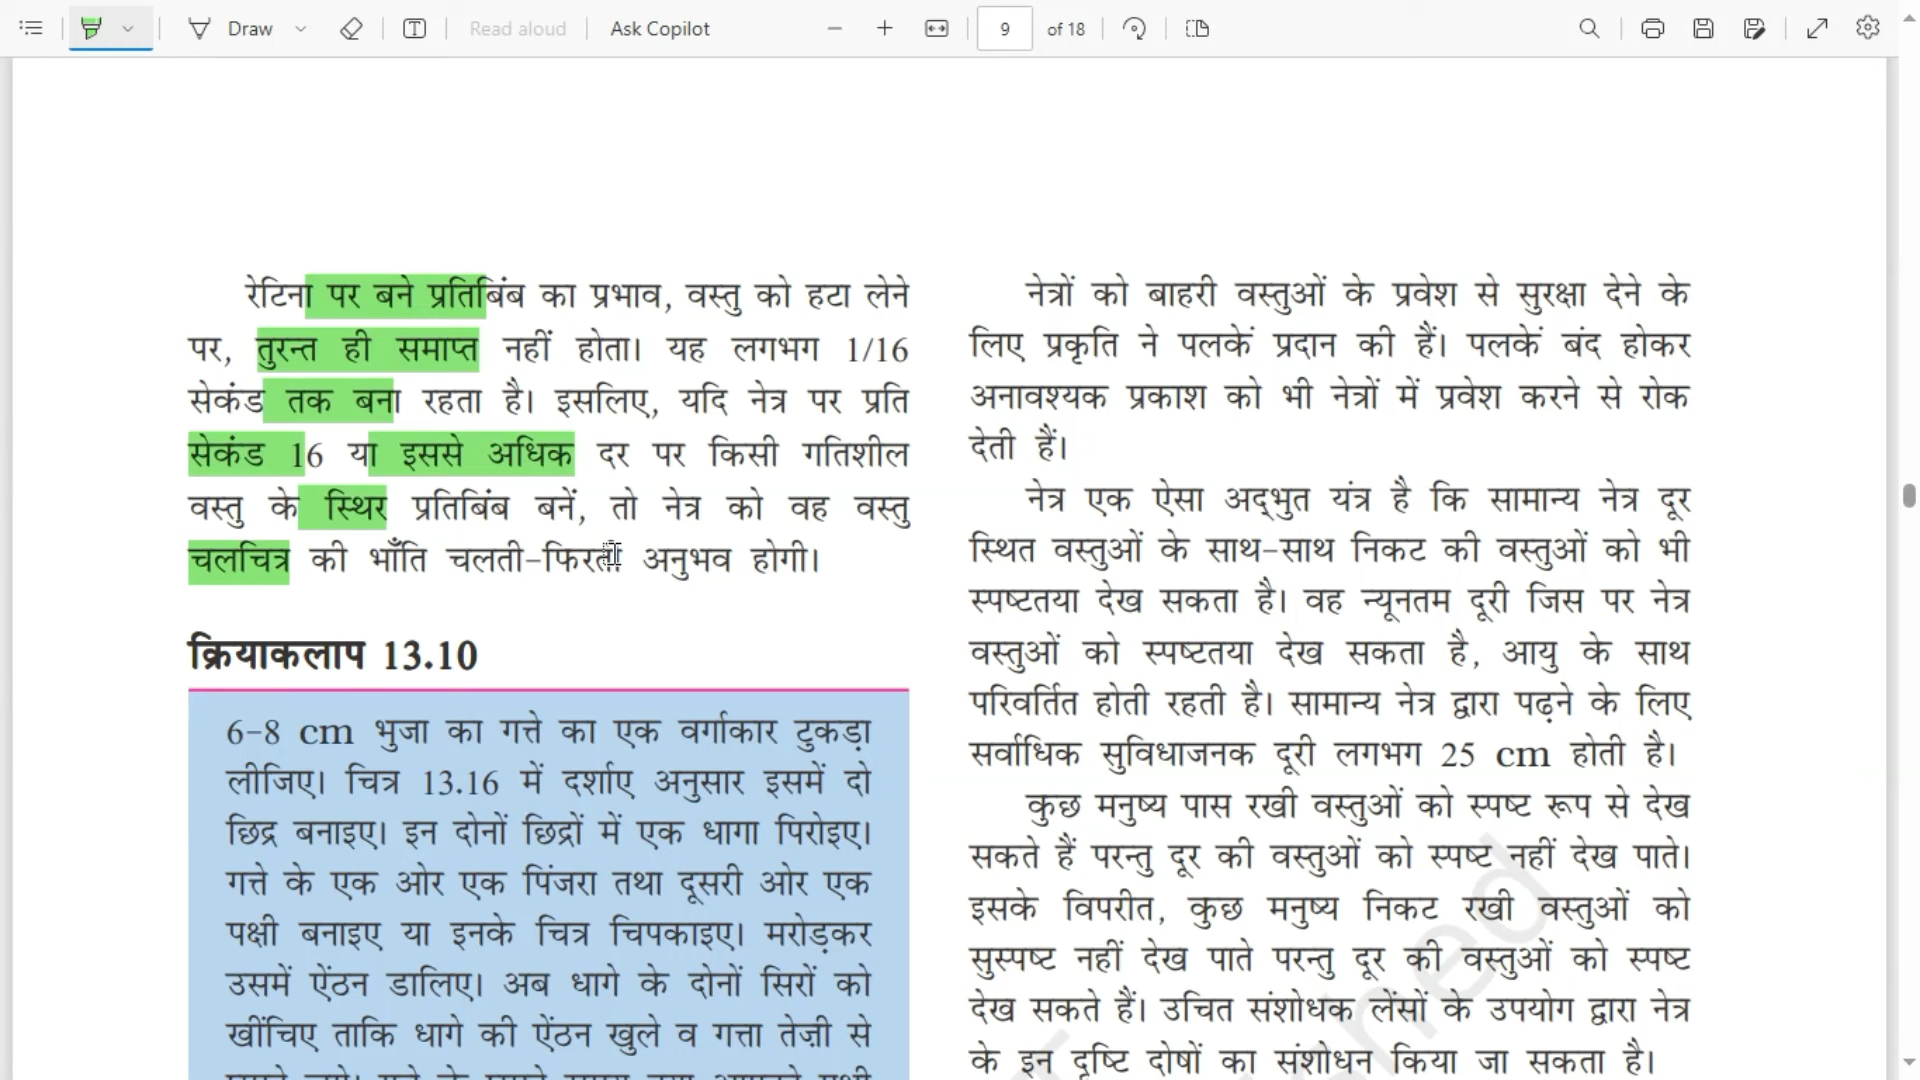 Draw
Read aloud
Ask Copilot
9
of 18
रेटिना पर बने प्रतिबिंब का प्रभाव, वस्तु को हटा लेने
पर, तुरन्त ही समाप्त नहीं होता। यह लगभग 1/16
सेकंड तक बना रहता है। इसलिए, यदि नेत्र पर प्रति
सेकंड 16 या इससे अधिक दर पर किसी गतिशील
वस्तु के स्थिर प्रतिबिंब बनें, तो नेत्र को वह वस्तु
चलचित्र की भाँति चलती-फिरती अनुभव होगी।
क्रियाकलाप 13.10
6-8 cm भुजा का गत्ते का एक वर्गाकार टुकड़ा
लीजिए। चित्र 13.16 में दर्शाए अनुसार इसमें दो
छिद्र बनाइए। इन दोनों छिद्रों में एक धागा पिरोइए।
गत्ते के एक ओर एक पिंजरा तथा दूसरी ओर एक
पक्षी बनाइए या इनके चित्र चिपकाइए। मरोड़कर
उसमें ऐंठन डालिए। अब धागे के दोनों सिरों को
खींचिए ताकि धागे की ऐंठन खुले व गत्ता तेज़ी से
नेत्रों को बाहरी वस्तुओं के प्रवेश से सुरक्षा देने के
लिए प्रकृति ने पलकें प्रदान की हैं। पलकें बंद होकर
अनावश्यक प्रकाश को भी नेत्रों में प्रवेश करने से रोक
देती हैं।
नेत्र एक ऐसा अद्भुत यंत्र है कि सामान्य नेत्र दूर
स्थित वस्तुओं के साथ-साथ निकट की वस्तुओं को भी
स्पष्टतया देख सकता है। वह न्यूनतम दूरी जिस पर नेत्र
वस्तुओं को स्पष्टतया देख सकता है, आयु के साथ
परिवर्तित होती रहती है। सामान्य नेत्र द्वारा पढ़ने के लिए
सर्वाधिक सुविधाजनक दूरी लगभग 25 cm होती है।
कुछ मनुष्य पास रखी वस्तुओं को स्पष्ट रूप से देख
सकते हैं परन्तु दूर की वस्तुओं को स्पष्ट नहीं देख पाते।
इसके विपरीत, कुछ मनुष्य निकट रखी वस्तुओं को
सुस्पष्ट नहीं देख पाते परन्तु दूर की वस्तुओं को स्पष्ट
देख सकते हैं। उचित संशोधक लेंसों के उपयोग द्वारा नेत्र
के इन दृष्टि दोषों का संशोधन किया जा सकता है।